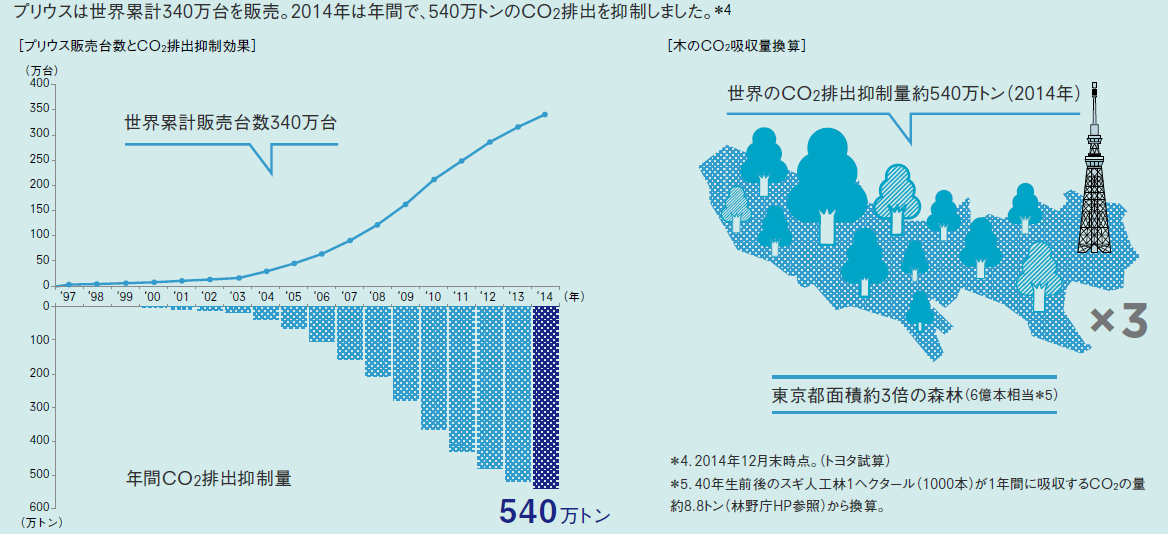 プリウスは世界累計340万台を販売。2014年は年間で、540万トンのCO2排出を抑制しました。*4
[プリウス販売台数とCO2排出抑制効果]
(万台)
400
350
300
250
200
150
100
50
0
世界累計販売台数340万台
'97 '98 '99 '00 '01 '02 '03 '04 '05 '06 '07 '08 '09 '10 '11 '12 '13 '14 (年)
0
100
200
300
400
500
600
(万トン)
年間CO2排出抑制量
540万トン
[木のCO2吸収量換算]
世界のCO2排出抑制量約540万トン(2014年)
×3
東京都面積約3倍の森林(6億本相当*5)
*4. 2014年12月末時点。(トヨタ試算)
*5. 40年生前後のスギ人工林1ヘクタール(1000本)が1年間に吸収するCO2の量
約8.8トン(林野庁HP参照)から換算。